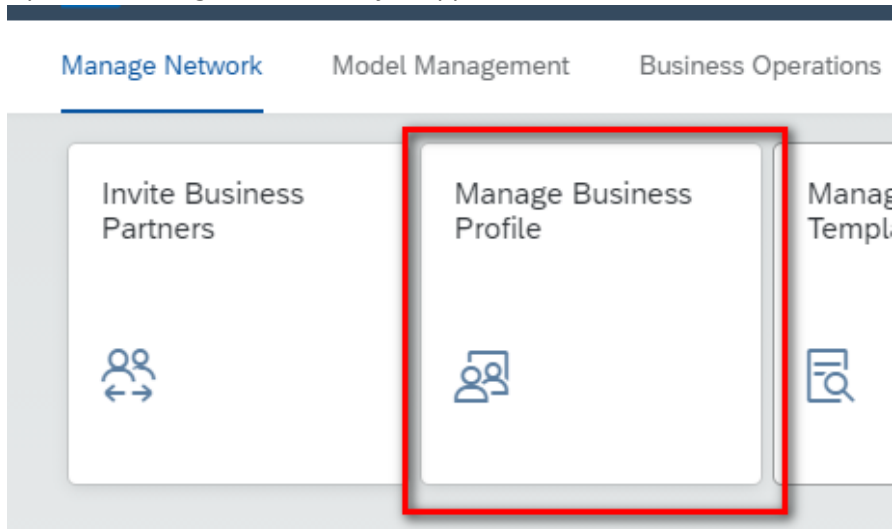 Manage Network
Model Management
Business Operations
Invite Business
Partners
Manage Business
Profile